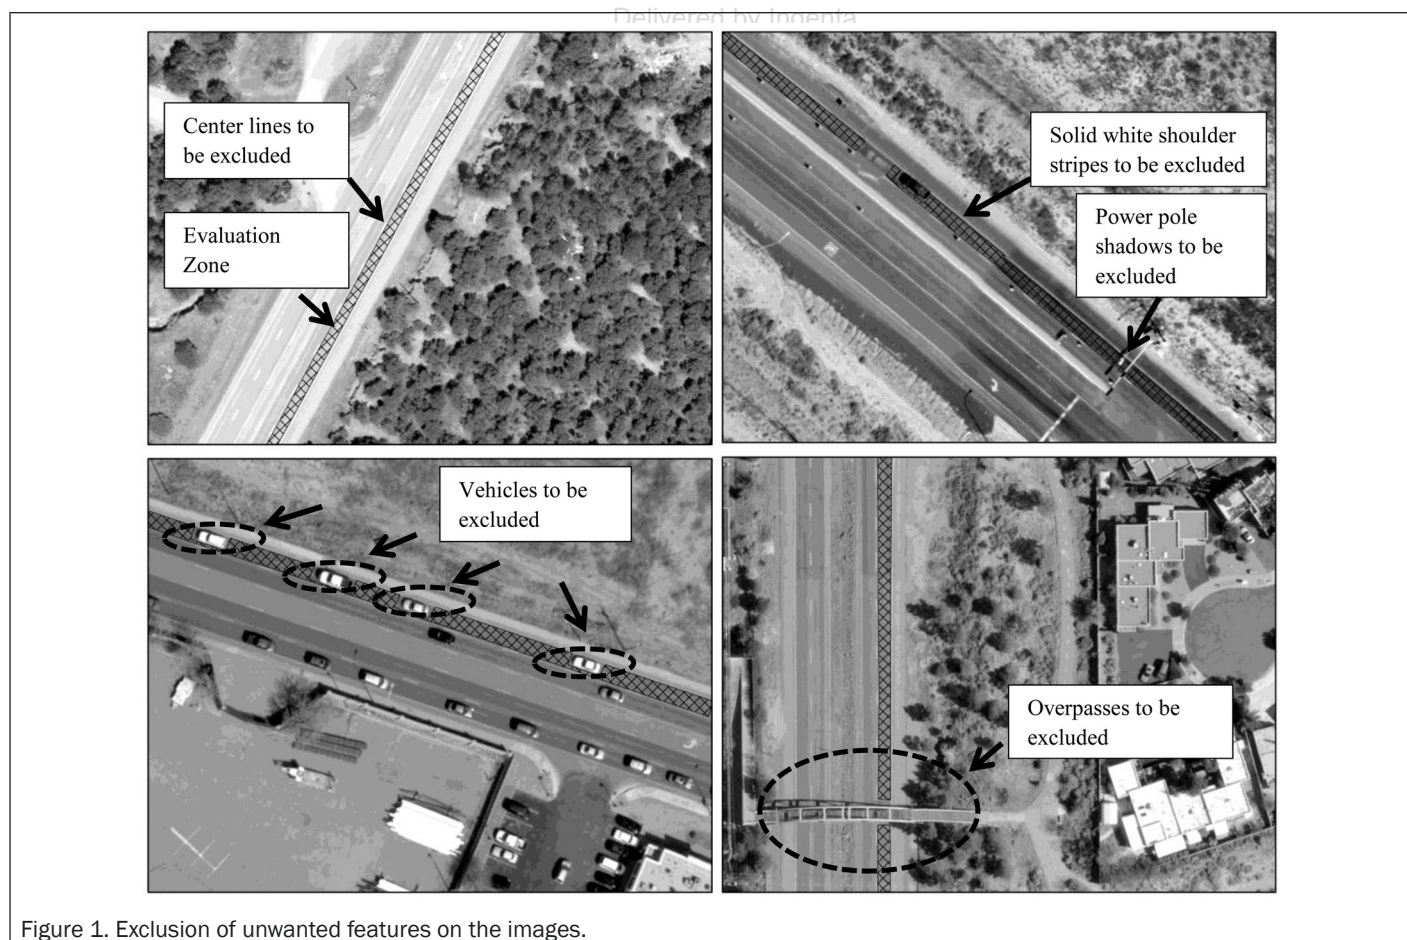 Delivered by Ingenta
Center lines to
be excluded
Evaluation
Zone
Solid white shoulder
stripes to be excluded
Power pole
shadows to be
excluded
Vehicles to be
excluded
Overpasses to be
excluded
Figure 1. Exclusion of unwanted features on the images.